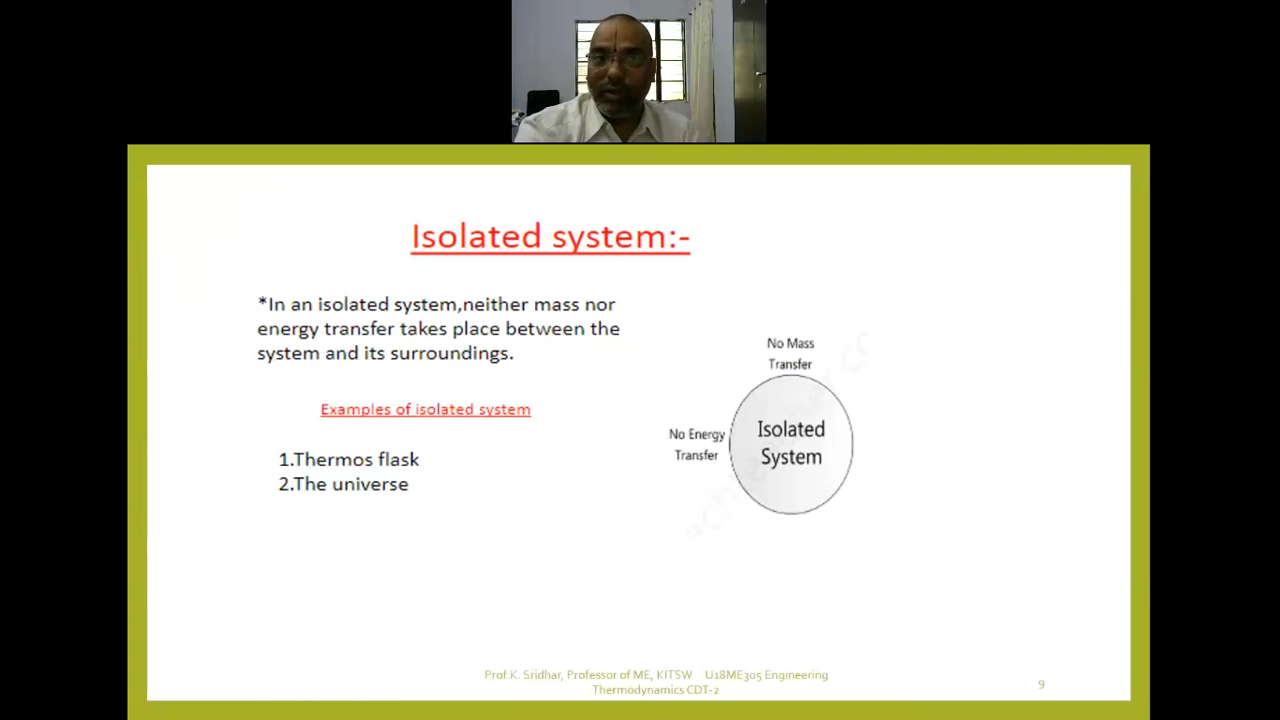 Isolated system:-
*In an isolated system,neither mass nor
energy transfer takes place between the
system and its surroundings.
Examples of isolated system
1.Thermos flask
2.The universe
No Mass
Transfer
No Energy
Transfer
Isolated
System
Prof.K. Sridhar, Professor of ME, KITSW U18ME305 Engineering
Thermodynamics CDT-2
9